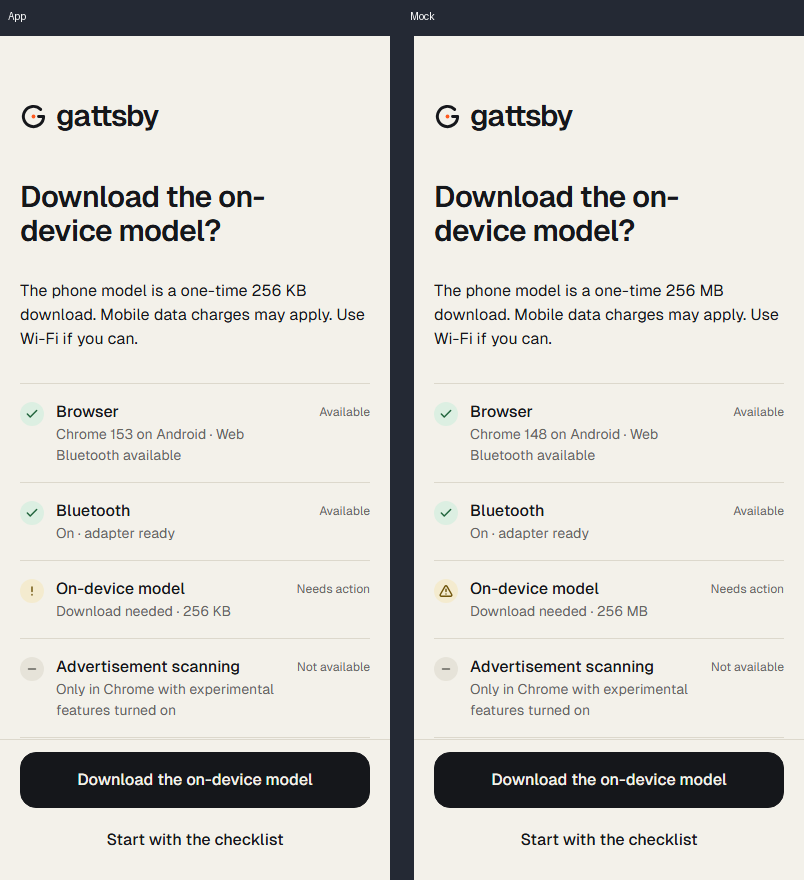 App
gattsby
Download the on-
device model?
The phone model is a one-time 256 KB
download. Mobile data charges may apply. Use
Wi-Fi if you can.
Browser
Available
Chrome 153 on Android · Web
Bluetooth available
Bluetooth
Available
On · adapter ready
On-device model
Needs action
Download needed · 256 KB
Advertisement scanning
Not available
Only in Chrome with experimental
features turned on
Download the on-device model
Start with the checklist
Mock
gattsby
Download the on-
device model?
The phone model is a one-time 256 MB
download. Mobile data charges may apply. Use
Wi-Fi if you can.
Browser
Available
Chrome 148 on Android · Web
Bluetooth available
Bluetooth
Available
On · adapter ready
On-device model
Needs action
Download needed · 256 MB
Advertisement scanning
Not available
Only in Chrome with experimental
features turned on
Download the on-device model
Start with the checklist